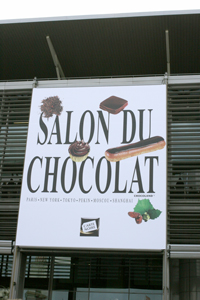 SALON DU
CHOCOLAT
PARIS - NEW YORK - TOKYO - PEKIN - MOSCOU - SHANGHAI